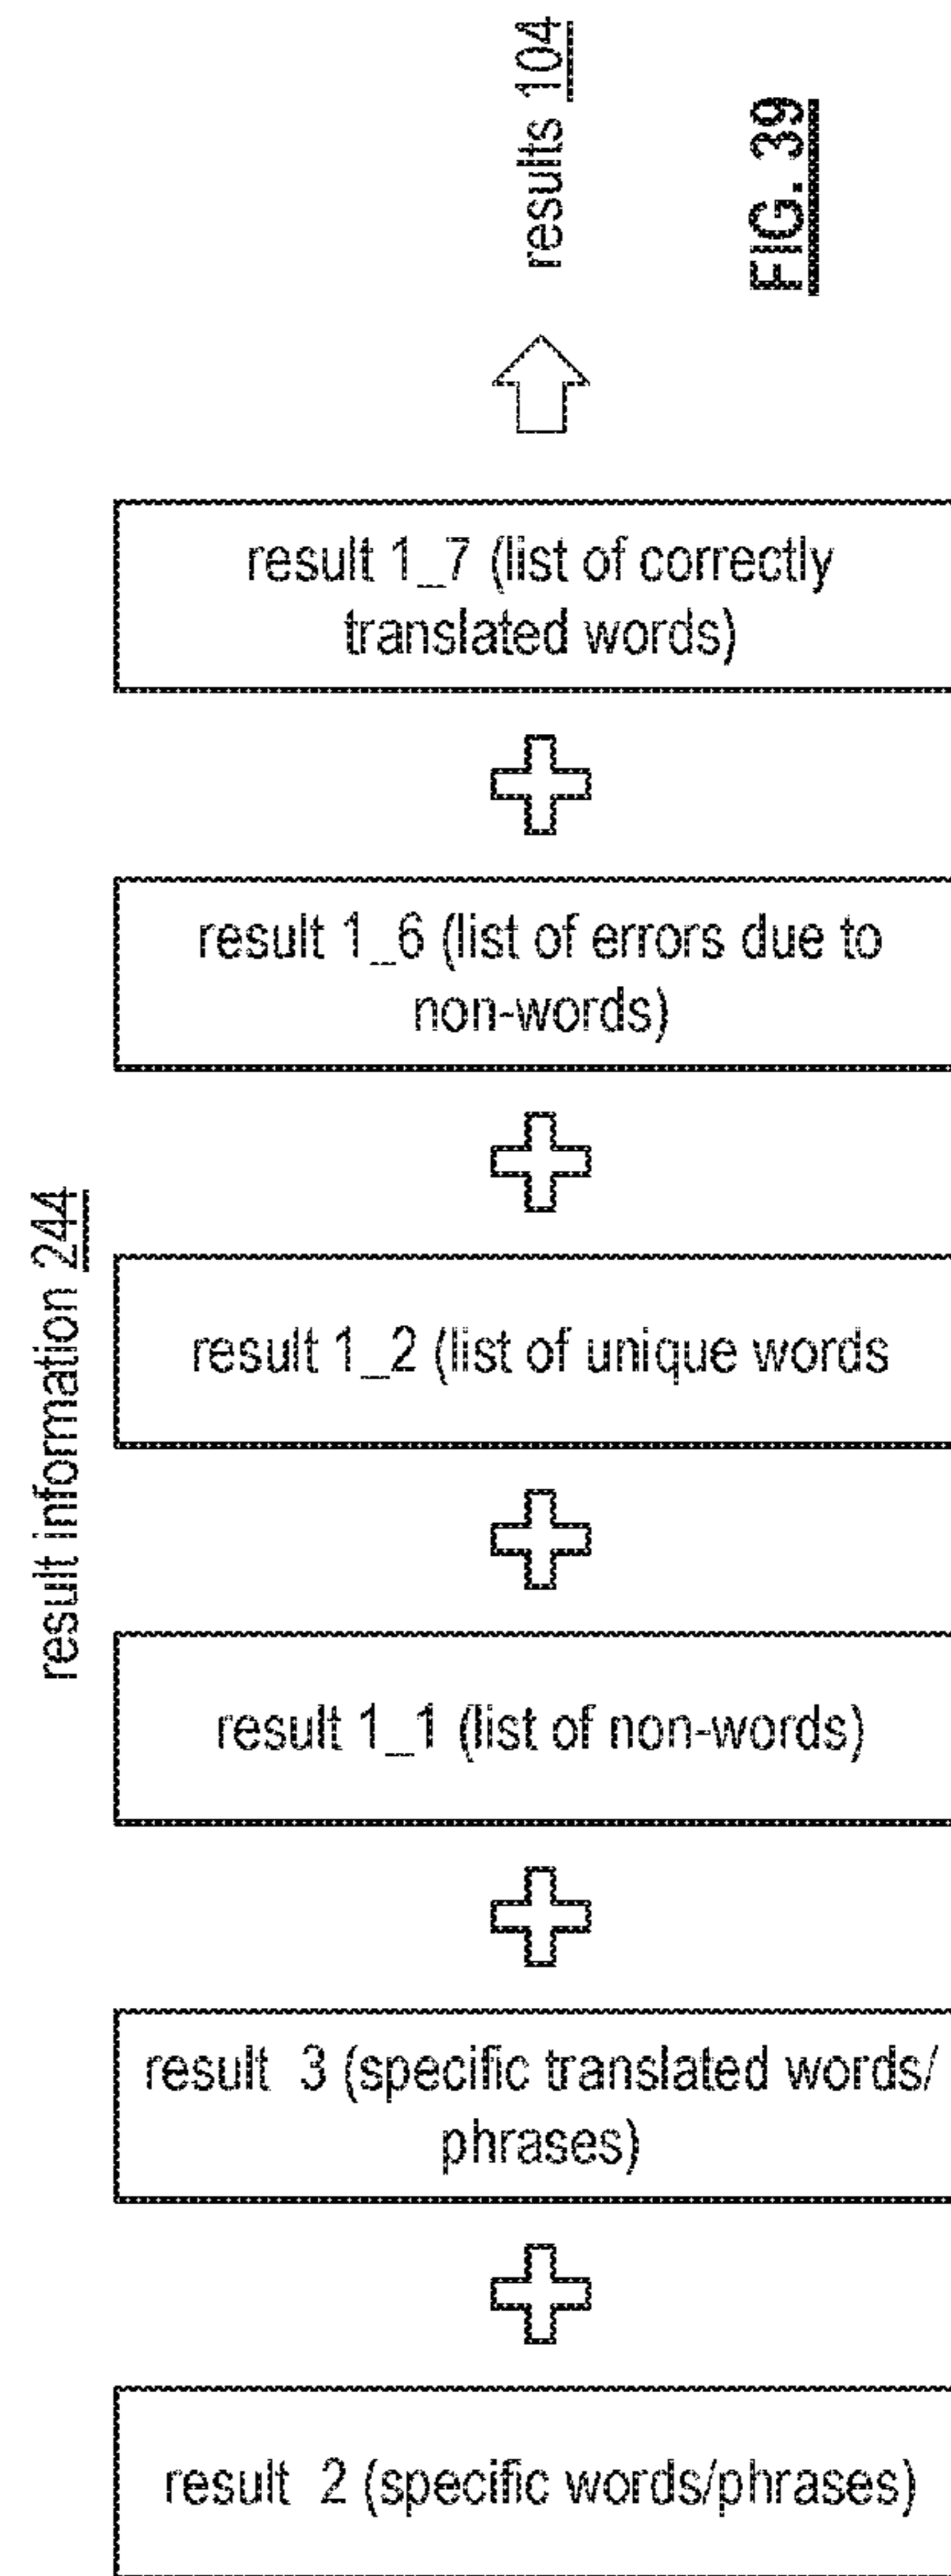 results 104
FIG. 39
result 1_7 (list of correctly
translated words)
result 1_6 (list of errors due to
non-words)
result information 244
result 1_2 (list of unique words
result 1_1 (list of non-words)
result 3 (specific translated words/
phrases)
result 2 (specific words/phrases)